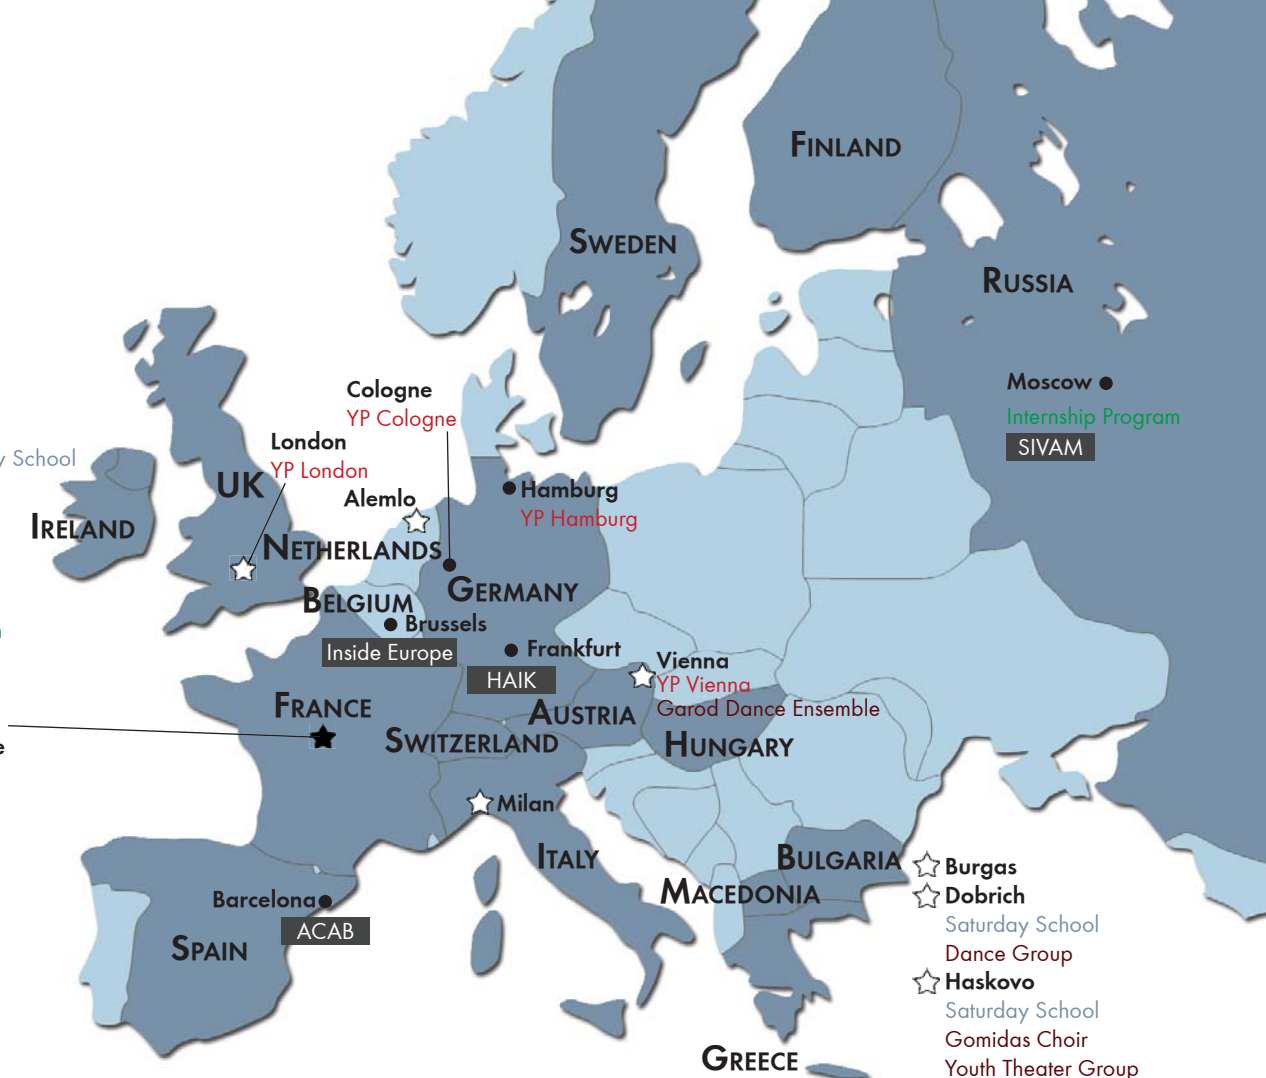 FINLAND
SWEDEN
RUSSIA
Moscow
Internship Program
SIVAM
Cologne
YP Cologne
London
YP London
School
UK
Alemlo
Hamburg
YP Hamburg
IRELAND
NETHERLANDS
GERMANY
BELGIUM
Brussels
Inside Europe
Frankfurt
HAIK
Vienna
YP Vienna
Garod Dance Ensemble
FRANCE
AUSTRIA
SWITZERLAND
HUNGARY
Milan
ITALY
BULGARIA
MACEDONIA
Barcelona
ACAB
SPAIN
Burgas
Dobrich
Saturday School
Dance Group
Haskovo
Saturday School
Gomidas Choir
Youth Theater Group
GREECE